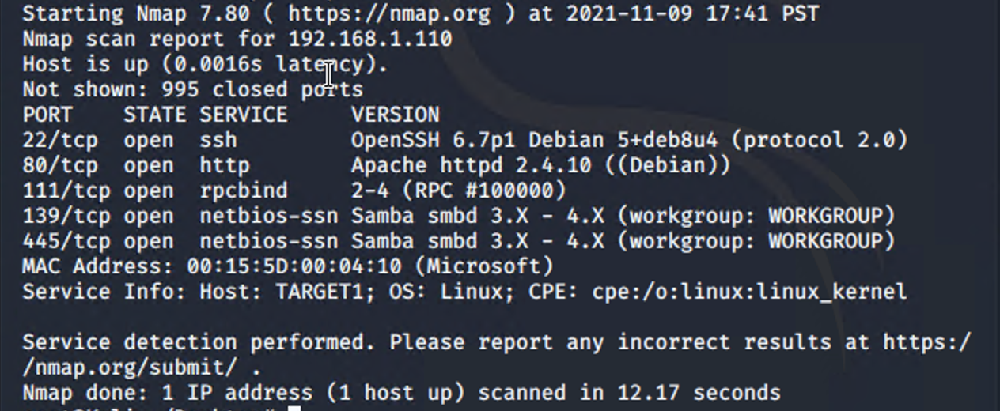 Starting Nmap 7.80 ( https://nmap.org ) at 2021-11-09 17:41 PST
Nmap scan report for 192.168.1.110
Host is up (0.0016s latency).
Not shown: 995 closed ports
PORT    STATE SERVICE     VERSION
22/tcp  open  ssh         OpenSSH 6.7p1 Debian 5+deb8u4 (protocol 2.0)
80/tcp  open  http        Apache httpd 2.4.10 ((Debian))
111/tcp open  rpcbind     2-4 (RPC #100000)
139/tcp open  netbios-ssn Samba smbd 3.X - 4.X (workgroup: WORKGROUP)
445/tcp open  netbios-ssn Samba smbd 3.X - 4.X (workgroup: WORKGROUP)
MAC Address: 00:15:5D:00:04:10 (Microsoft)
Service Info: Host: TARGET1; OS: Linux; CPE: cpe:/o:linux:linux_kernel
Service detection performed. Please report any incorrect results at https:/
/nmap.org/submit/ .
Nmap done: 1 IP address (1 host up) scanned in 12.17 seconds